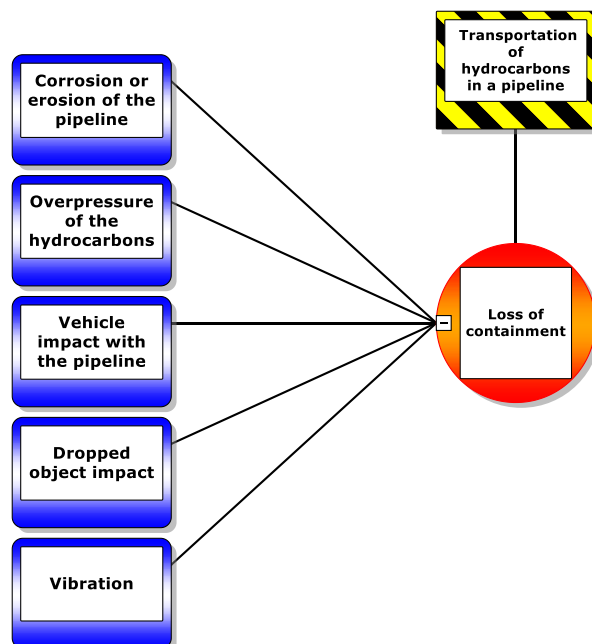 Transportation
of
hydrocarbons
in a pipeline
Corrosion or
erosion of the
pipeline
Overpressure
of the
hydrocarbons
Vehicle
impact with
the pipeline
Loss of
containment
Dropped
object impact
Vibration